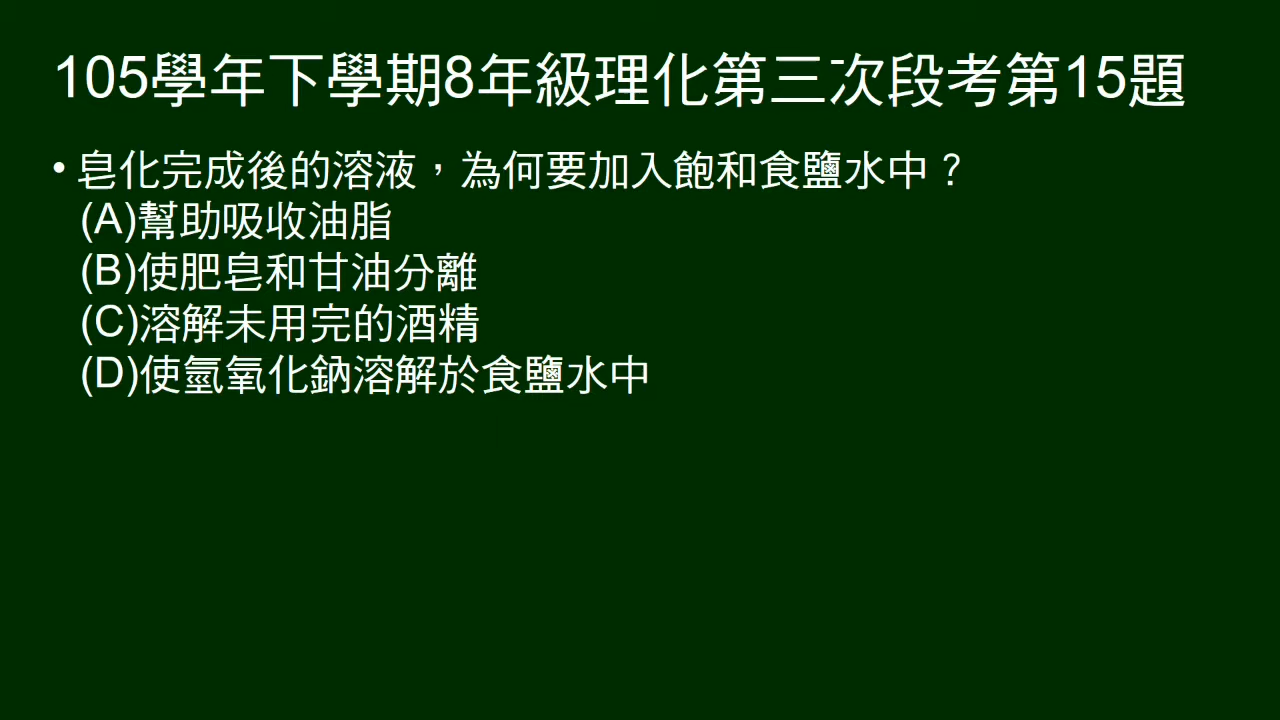 105學年下學期8年級理化第三次段考第15題
• 皂化完成後的溶液，為何要加入飽和食鹽水中？
(A)幫助吸收油脂
(B)使肥皂和甘油分離
(C)溶解未用完的酒精
(D)使氫氧化鈉溶解於食鹽水中